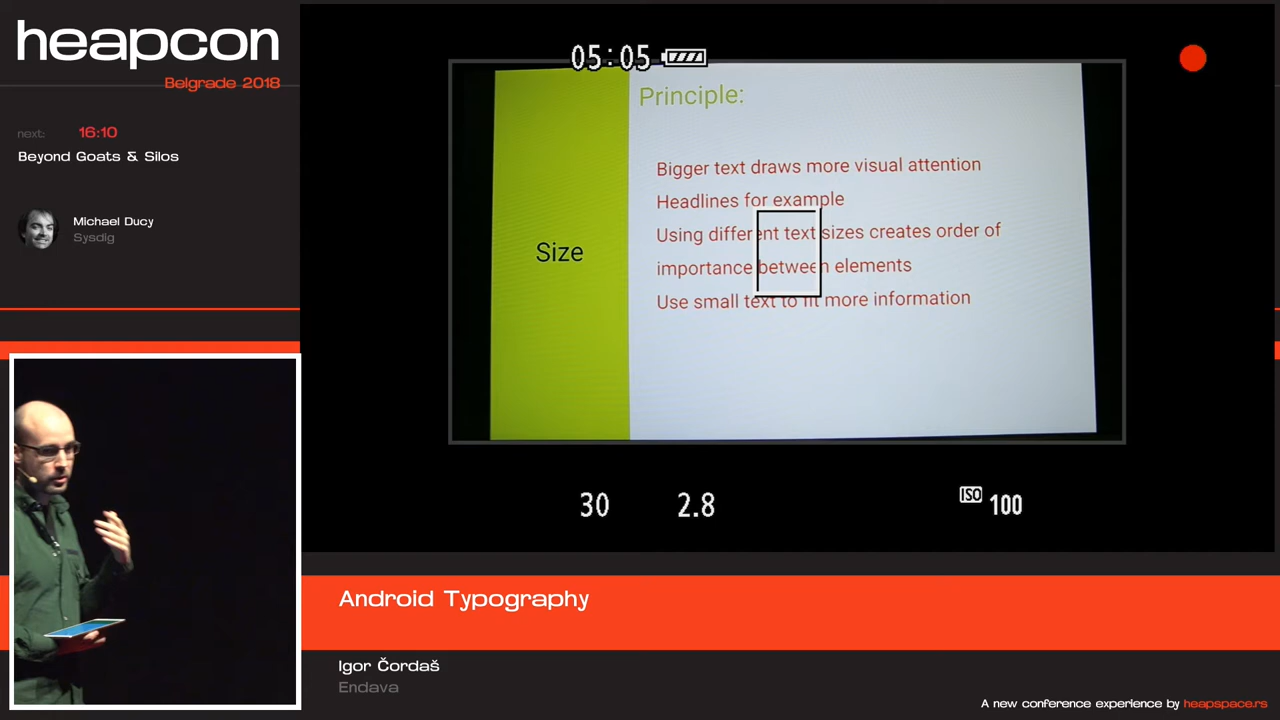 heapcon
Belgrade 2018
next: 16:10
Beyond Goats & Silos
Michael Ducy
Sysdig
05:05
Principle:
Size
Bigger text draws more visual attention
Headlines for example
Using different text sizes creates order of
importance between elements
Use small text to fit more information
30 2.8 ISO 100
Android Typography
Igor Čordaš
Endava
A new conference experience by heapspace.rs